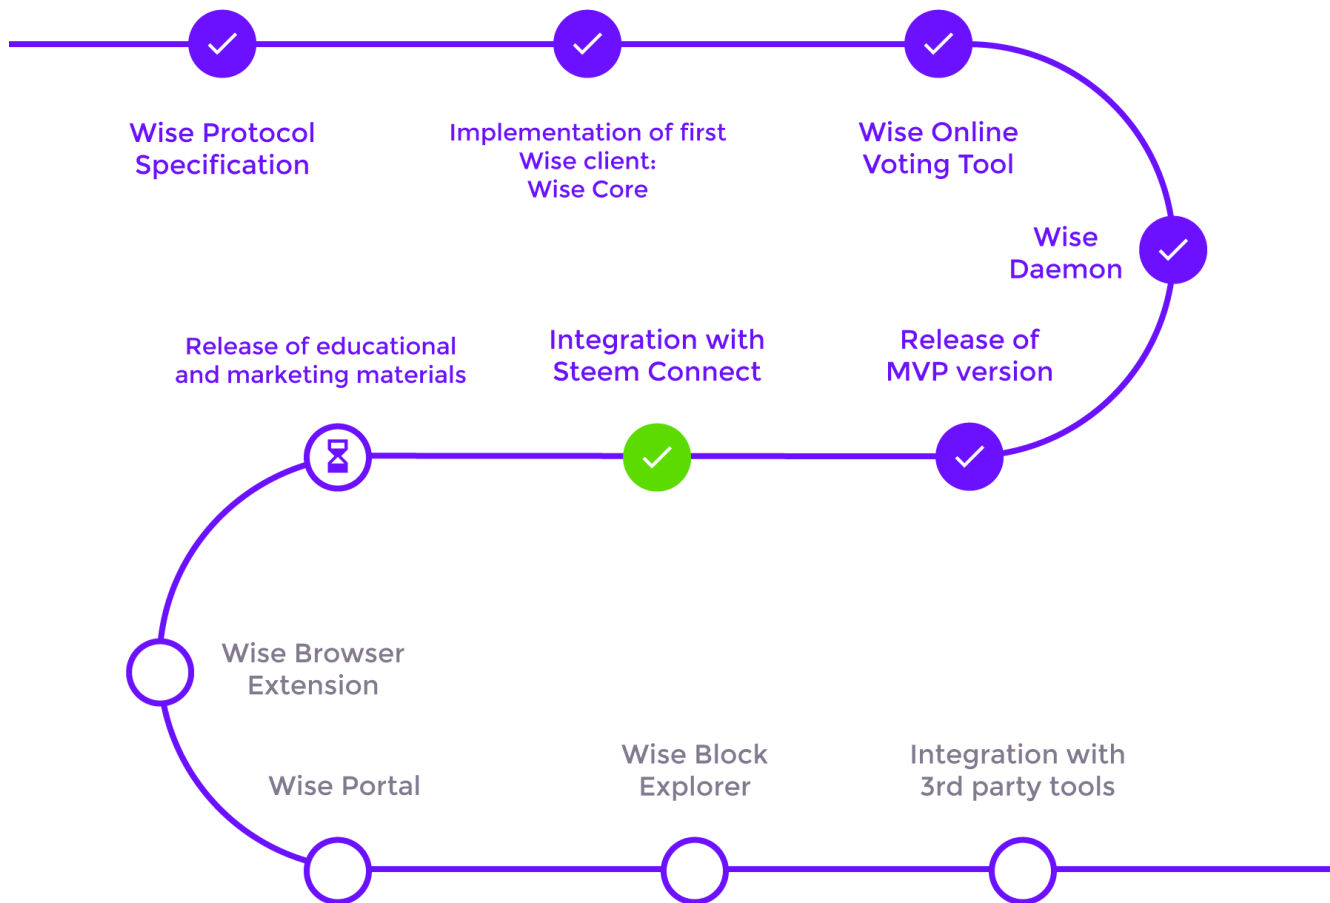 Wise Protocol
Specification
Implementation of first
Wise client:
Wise Core
Wise Online
Voting Tool
Wise
Daemon
Release of
MVP version
Integration with
Steem Connect
Release of educational
and marketing materials
Wise Browser
Extension
Wise Portal
Wise Block
Explorer
Integration with
3rd party tools